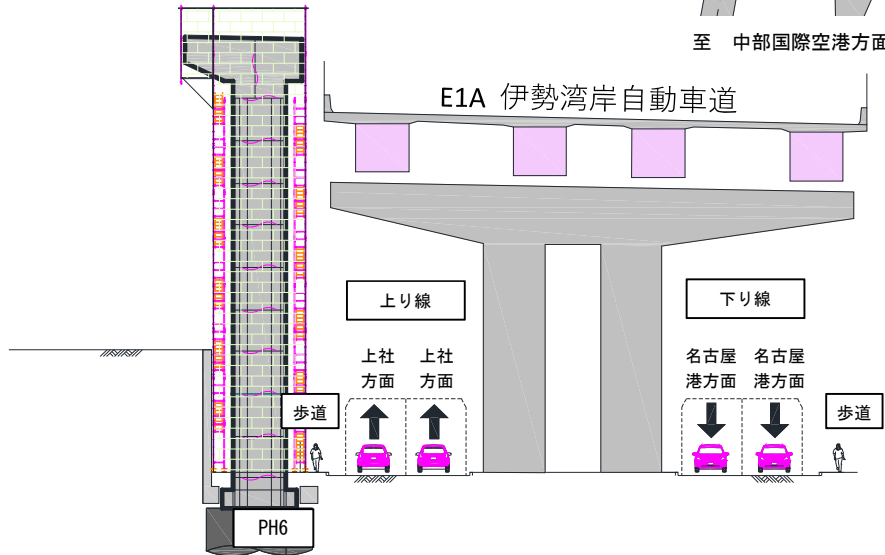 至 中部国際空港方面
E1A 伊勢湾岸自動車道
上り線
下り線
上社
方面
上社
方面
名古屋
港方面
名古屋
港方面
歩道
歩道
PH6